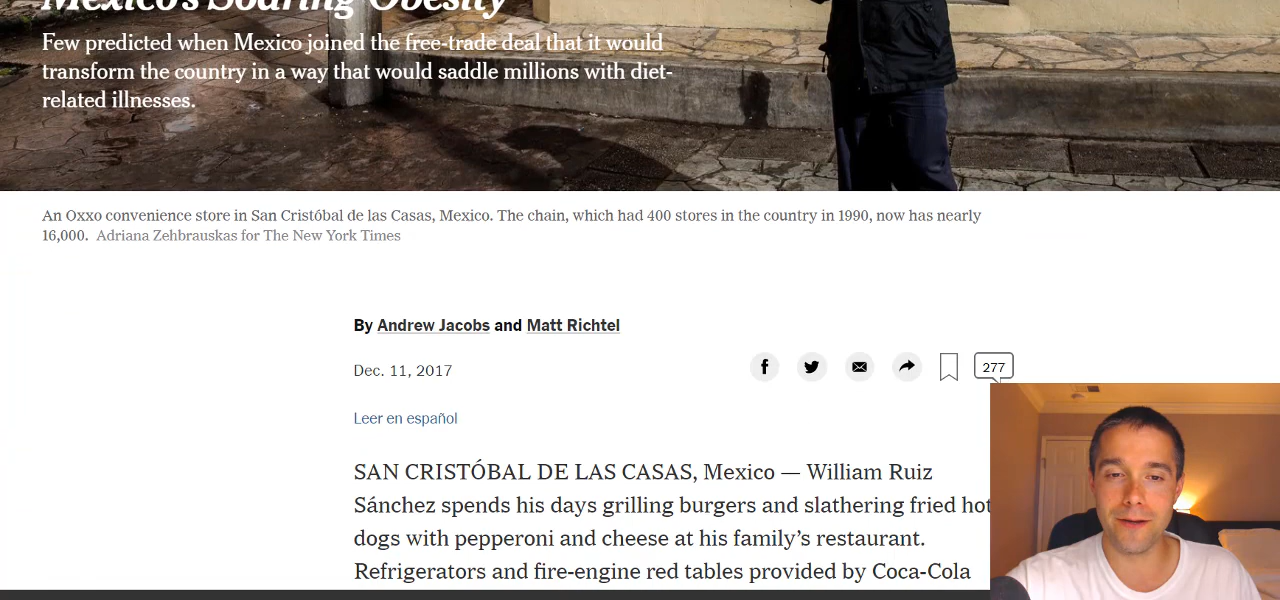 Mexico's Soaring Obesity
Few predicted when Mexico joined the free-trade deal that it would
transform the country in a way that would saddle millions with diet-
related illnesses.
An Oxxo convenience store in San Cristóbal de las Casas, Mexico. The chain, which had 400 stores in the country in 1990, now has nearly
16,000. Adriana Zehbrauskas for The New York Times
By Andrew Jacobs and Matt Richtel
Dec. 11, 2017
277
Leer en español
SAN CRISTÓBAL DE LAS CASAS, Mexico — William Ruiz
Sánchez spends his days grilling burgers and slathering fried hot
dogs with pepperoni and cheese at his family’s restaurant.
Refrigerators and fire-engine red tables provided by Coca-Cola